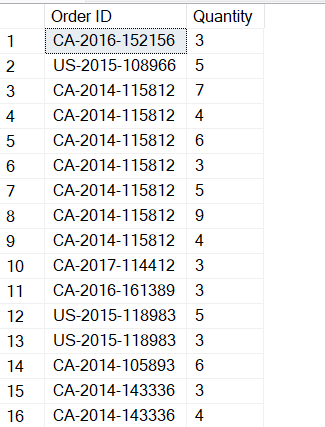 Order ID Quantity
1 CA-2016-152156 3
2 US-2015-108966 5
3 CA-2014-115812 7
4 CA-2014-115812 4
5 CA-2014-115812 6
6 CA-2014-115812 3
7 CA-2014-115812 5
8 CA-2014-115812 9
9 CA-2014-115812 4
10 CA-2017-114412 3
11 CA-2016-161389 3
12 US-2015-118983 5
13 US-2015-118983 3
14 CA-2014-105893 6
15 CA-2014-143336 3
16 CA-2014-143336 4